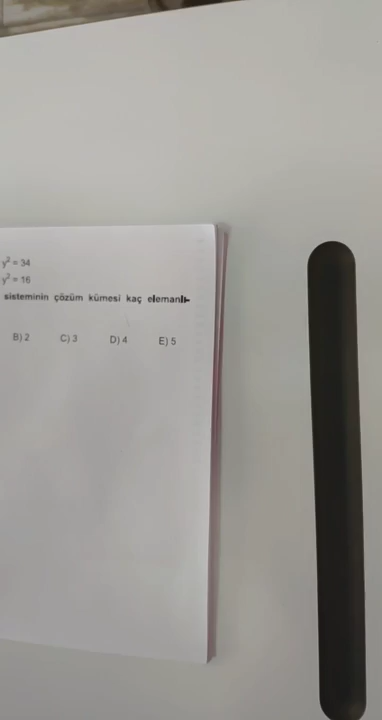 y² = 34
y² = 16
sisteminin çözüm kümesi kaç elemanlı-
B) 2 C) 3 D) 4 E) 5